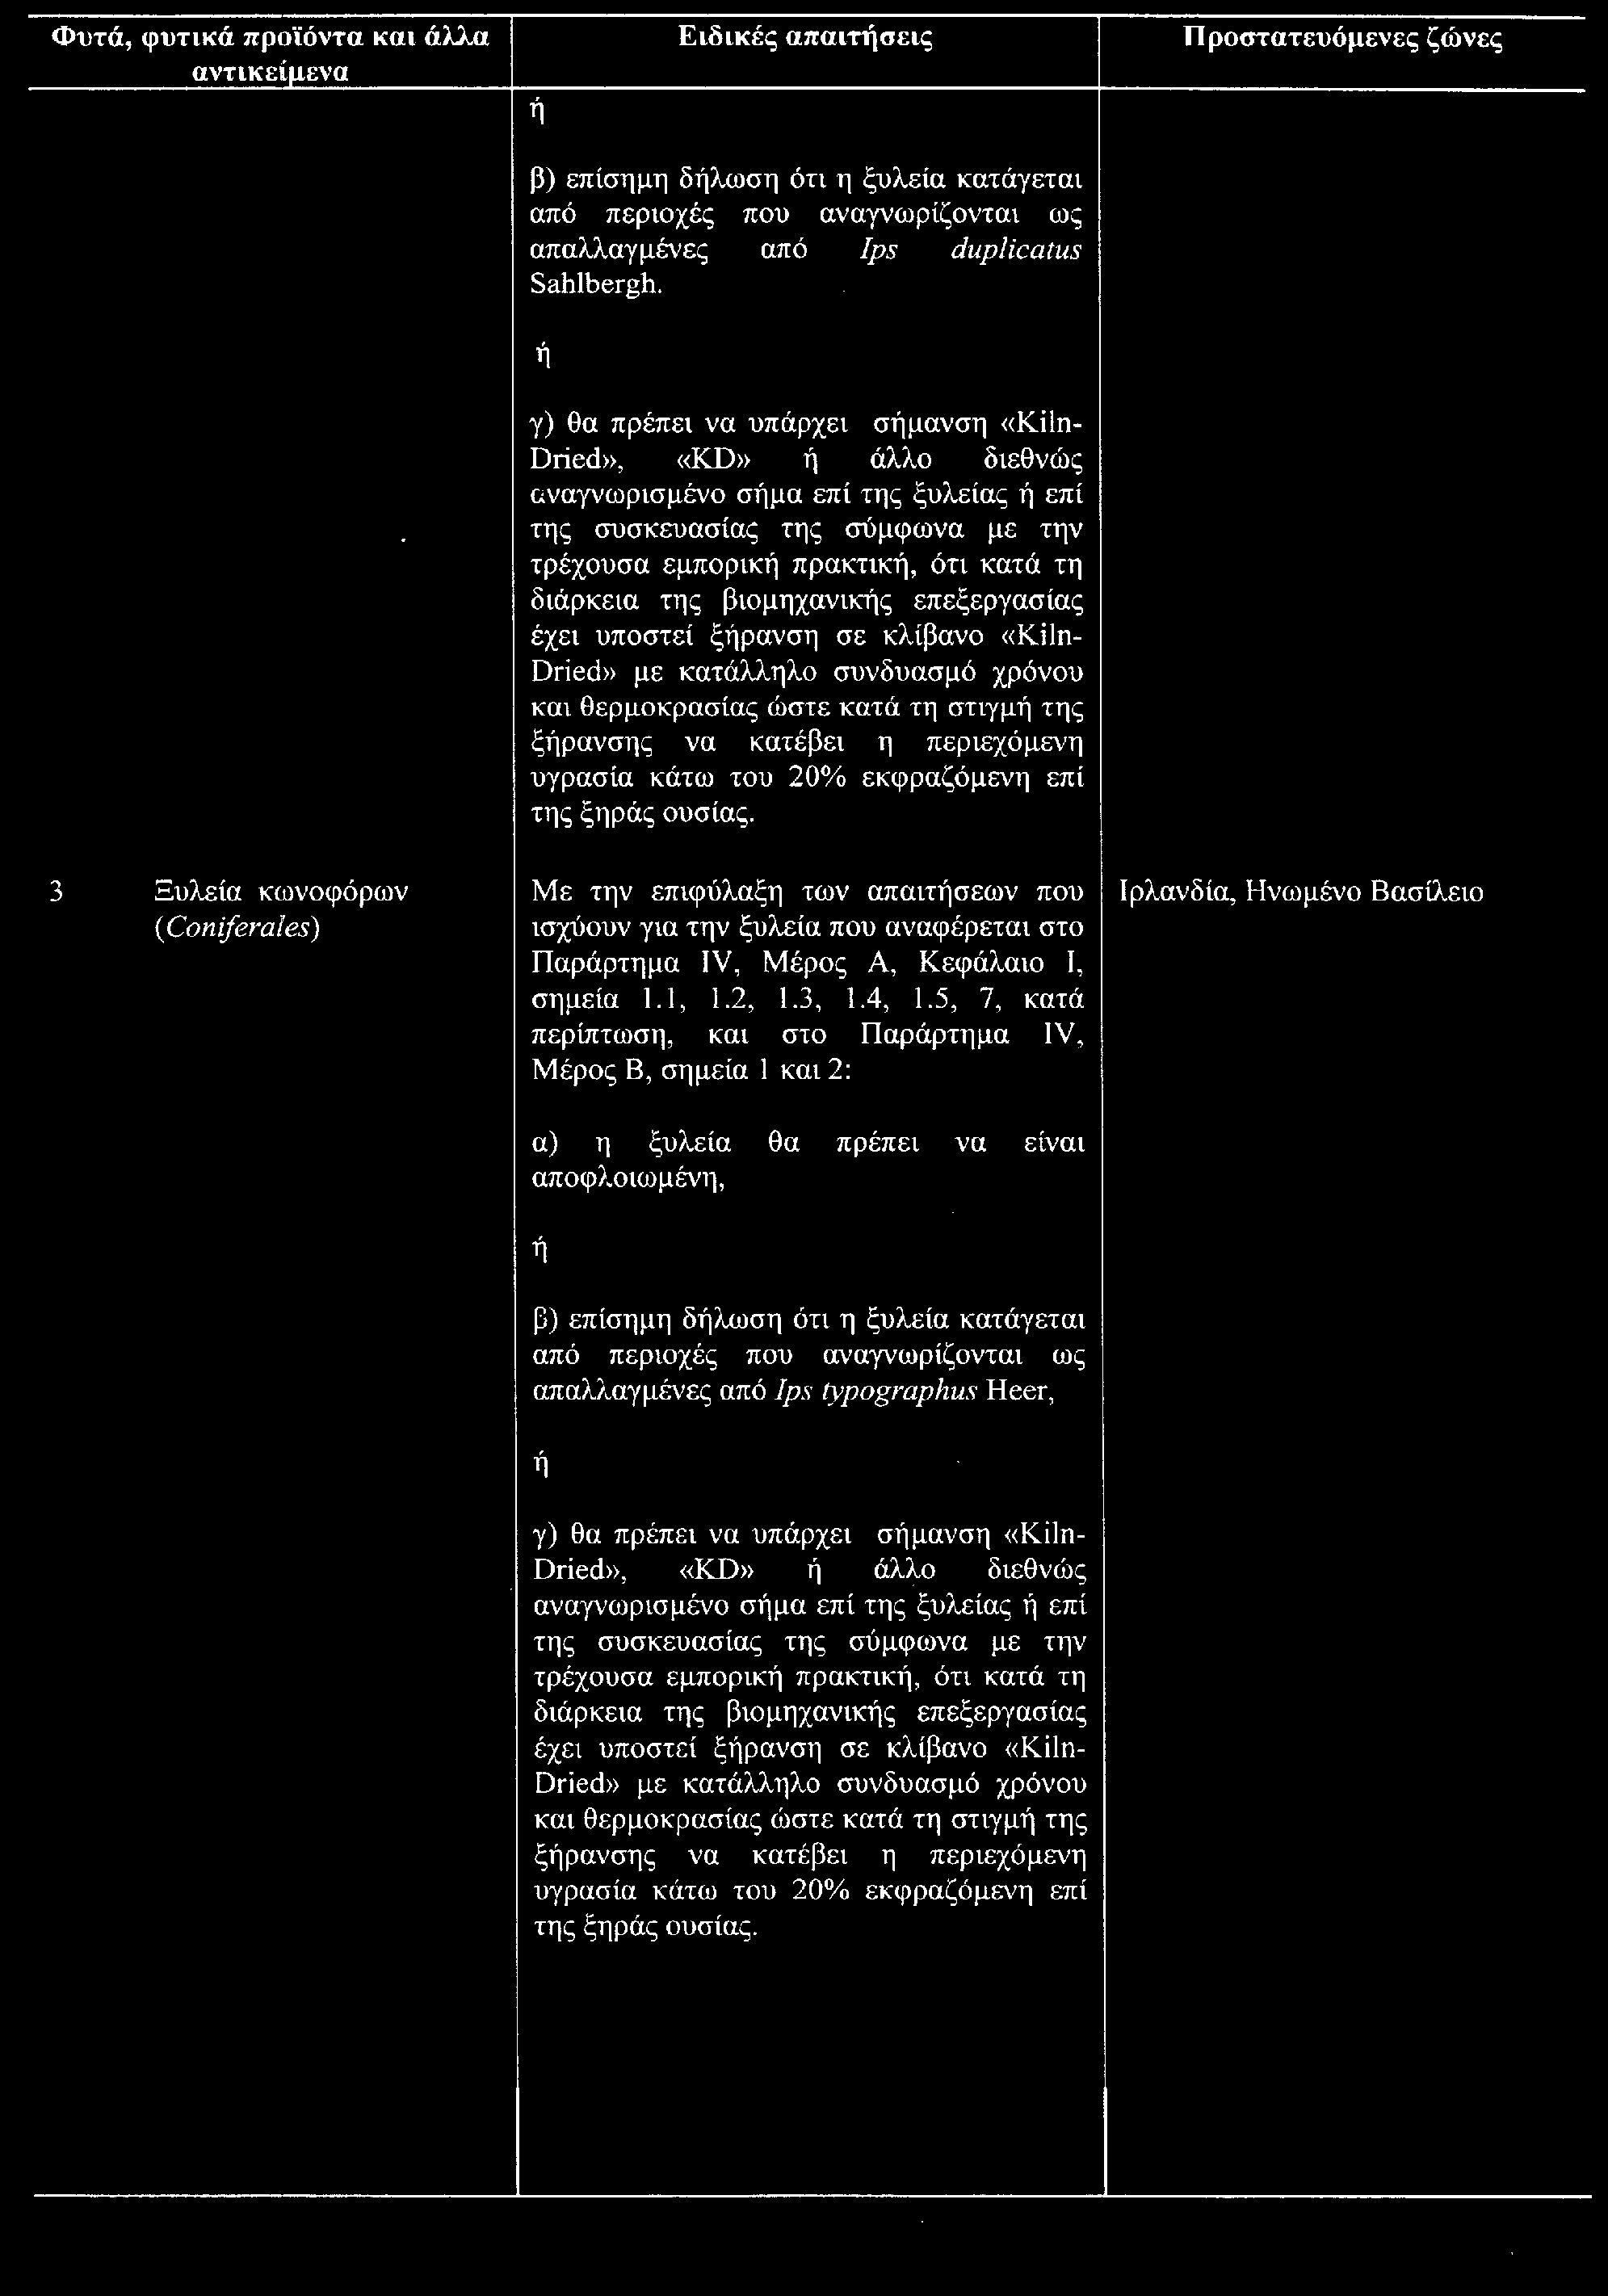 Φυτά, φυτικά προϊόντα και άλλα αντικείμενα
Ειδικές απαιτήσεις
Προστατευόμενες ζώνες
ή
β) επίσημη δήλωση ότι η ξυλεία κατάγεται
από περιοχές που αναγνωρίζονται ως
απαλλαγμένες από Ips duplicatus
Sahlbergh.
ή
γ) θα πρέπει να υπάρχει σήμανση «Kiln-
Dried», «KD» ή άλλο διεθνώς
αναγνωρισμένο σήμα επί της ξυλείας ή επί
της συσκευασίας της σύμφωνα με την
τρέχουσα εμπορική πρακτική, ότι κατά τη
διάρκεια της βιομηχανικής επεξεργασίας
έχει υποστεί ξήρανση σε κλίβανο «Kiln-
Dried» με κατάλληλο συνδυασμό χρόνου
και θερμοκρασίας ώστε κατά τη στιγμή της
ξήρανσης να κατέβει η περιεχόμενη
υγρασία κάτω του 20% εκφραζόμενη επί
της ξηράς ουσίας.
3 Ξυλεία κωνοφόρων
(Coniferales)
Με την επιφύλαξη των απαιτήσεων που
ισχύουν για την ξυλεία που αναφέρεται στο
Παράρτημα IV, Μέρος Α, Κεφάλαιο Ι,
σημεία 1.1, 1.2, 1.3, 1.4, 1.5, 7, κατά
περίπτωση, και στο Παράρτημα IV,
Μέρος Β, σημεία 1 και 2:
α) η ξυλεία θα πρέπει να είναι
αποφλοιωμένη,
ή
β) επίσημη δήλωση ότι η ξυλεία κατάγεται
από περιοχές που αναγνωρίζονται ως
απαλλαγμένες από Ips typographus Heer,
ή
γ) θα πρέπει να υπάρχει σήμανση «Kiln-
Dried», «KD» ή άλλο διεθνώς
αναγνωρισμένο σήμα επί της ξυλείας ή επί
της συσκευασίας της σύμφωνα με την
τρέχουσα εμπορική πρακτική, ότι κατά τη
διάρκεια της βιομηχανικής επεξεργασίας
έχει υποστεί ξήρανση σε κλίβανο «Kiln-
Dried» με κατάλληλο συνδυασμό χρόνου
και θερμοκρασίας ώστε κατά τη στιγμή της
ξήρανσης να κατέβει η περιεχόμενη
υγρασία κάτω του 20% εκφραζόμενη επί
της ξηράς ουσίας.
Ιρλανδία, Ηνωμένο Βασίλειο